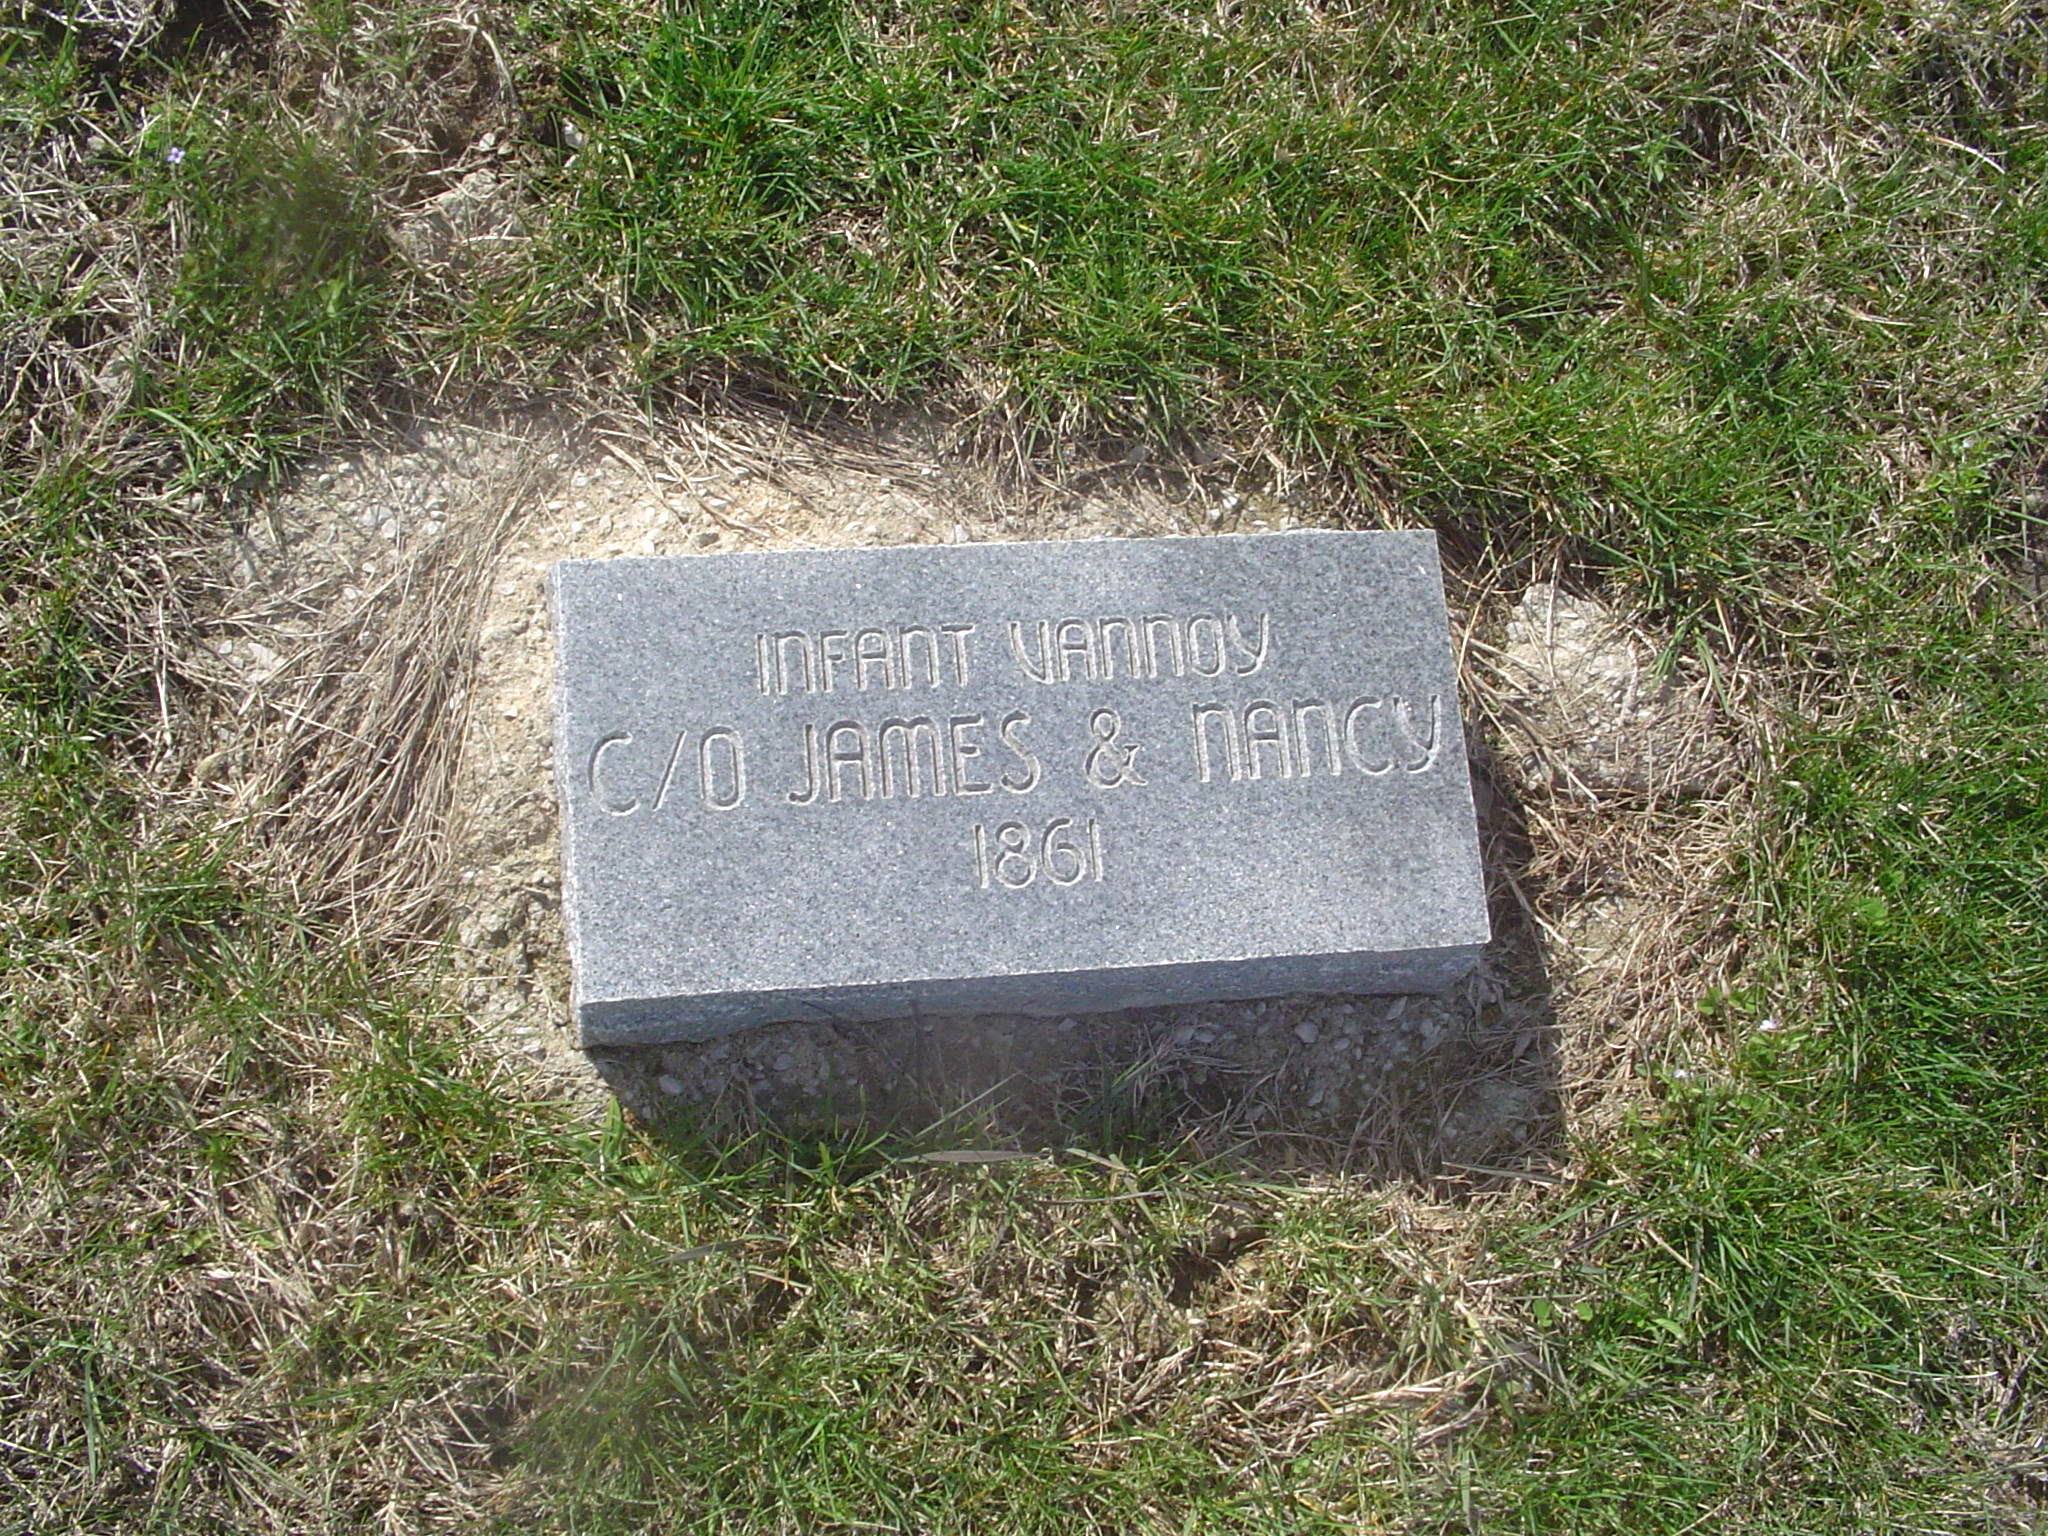 INFANT VANNOY
C/O JAMES & NANCY
1861